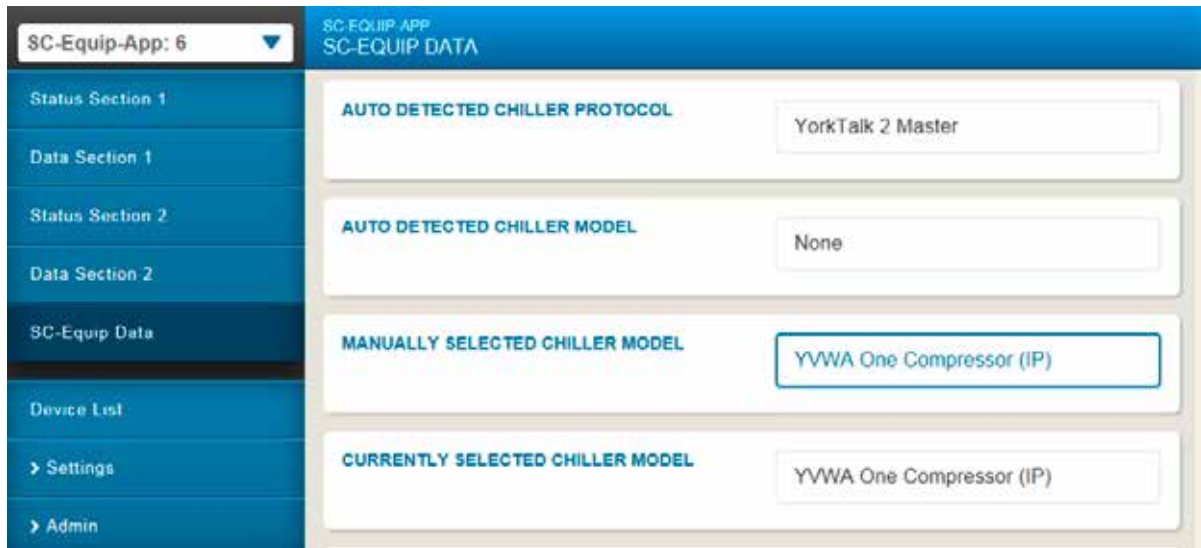 SC-Equip-App: 6
SC-EQUIP-APP
SC-EQUIP DATA
Status Section 1
Data Section 1
Status Section 2
Data Section 2
SC-Equip Data
Device List
> Settings
> Admin
AUTO DETECTED CHILLER PROTOCOL
YorkTalk 2 Master
AUTO DETECTED CHILLER MODEL
None
MANUALLY SELECTED CHILLER MODEL
YVWA One Compressor (IP)
CURRENTLY SELECTED CHILLER MODEL
YVWA One Compressor (IP)